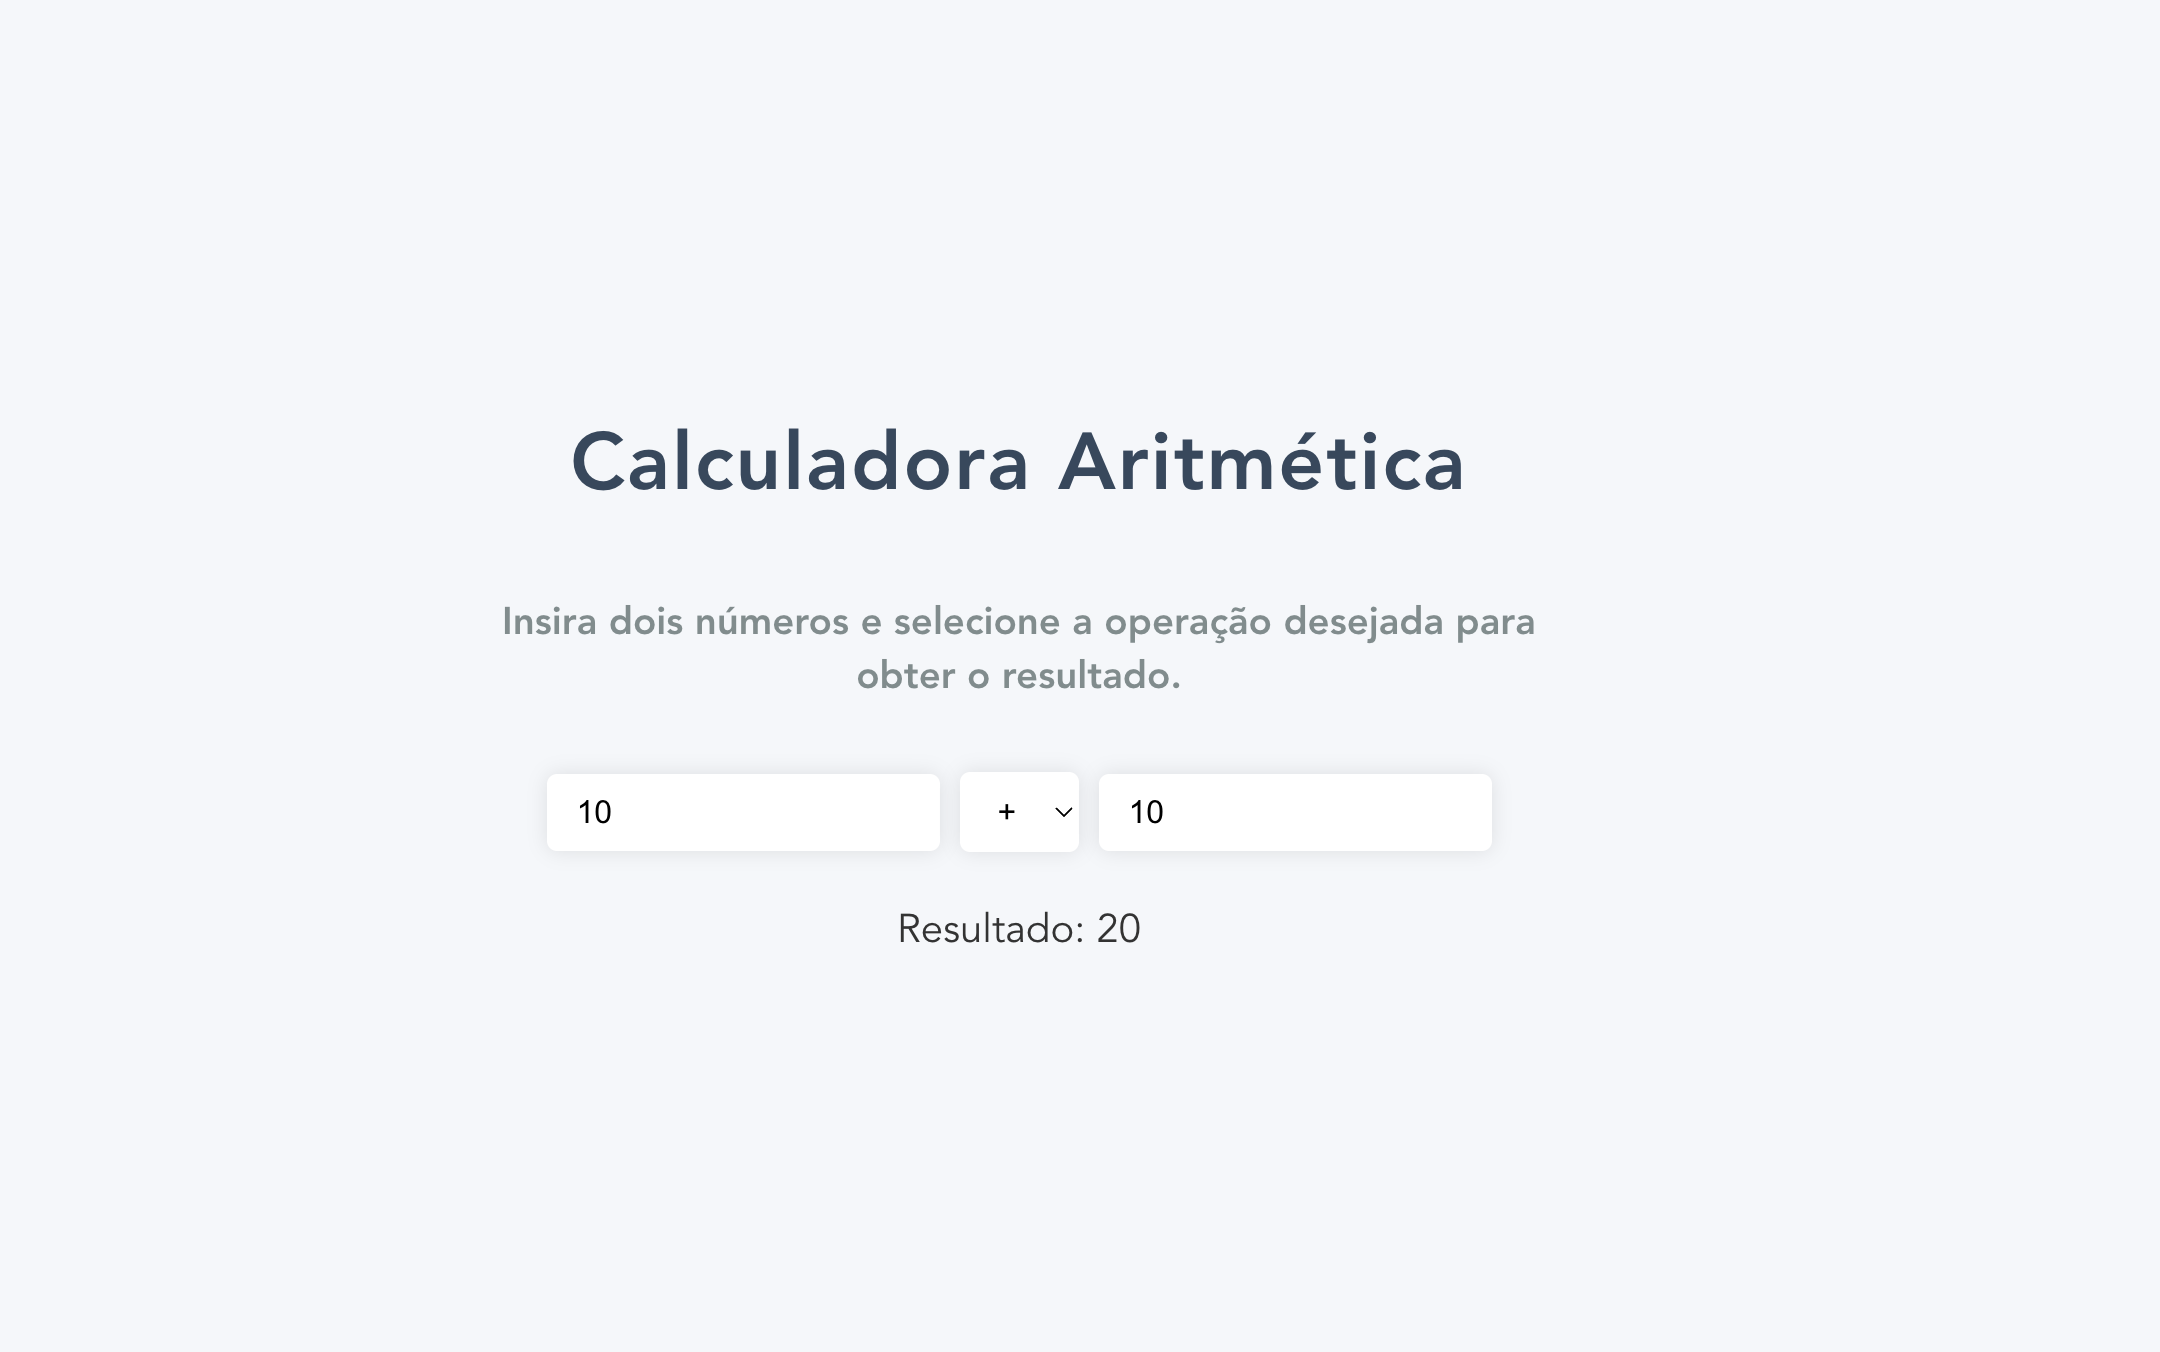 Calculadora Aritmética
Insira dois números e selecione a operação desejada para
obter o resultado.
10 + 10
Resultado: 20